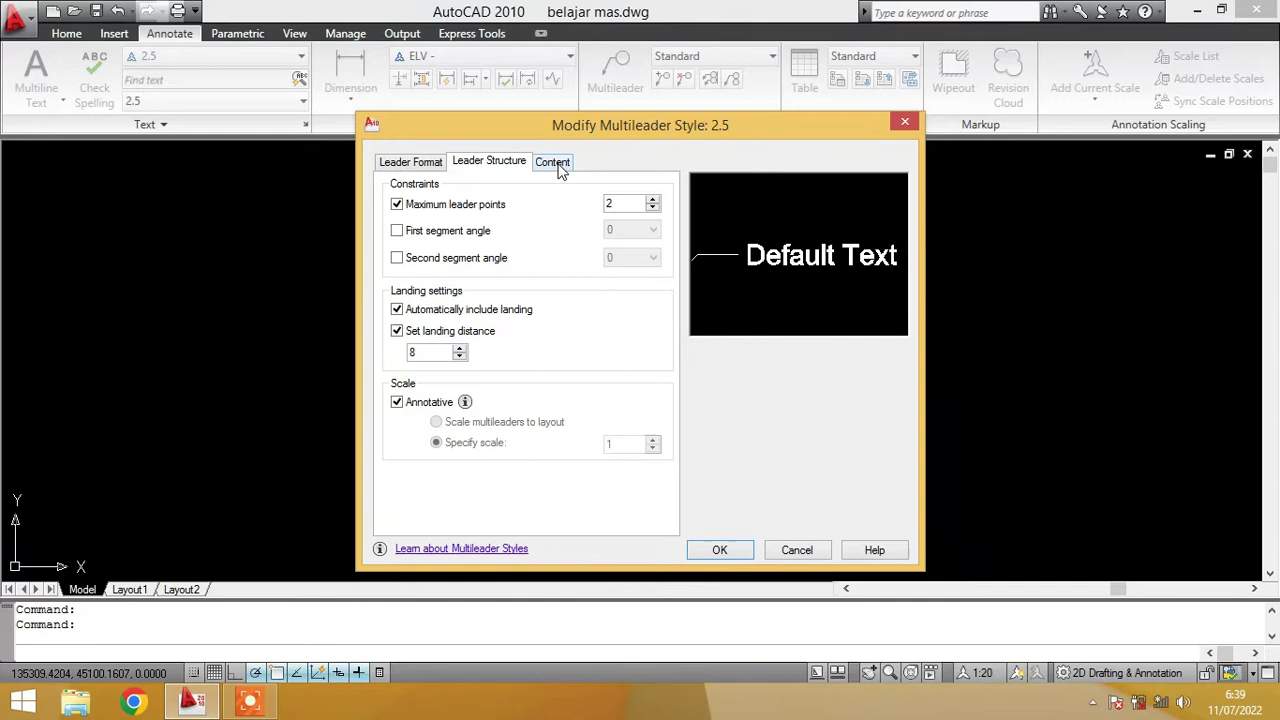 AutoCAD 2010 belajar mas.dwg
Type a keyword or phrase
Home Insert Annotate Parametric View Manage Output Express Tools
ABC 2.5 ELV - Standard Standard Scale List
Find text
Multiline Text
Check Spelling
2.5
Dimension
Multileader
Table
Wipeout
Revision Cloud
Add Current Scale
Add/Delete Scales
Sync Scale Positions
Text Markup Annotation Scaling
Modify Multileader Style: 2.5
Leader Format Leader Structure Content
Constraints
Maximum leader points 2
First segment angle 0
Second segment angle 0
Default Text
Landing settings
Automatically include landing
Set landing distance
8
Scale
Annotative
Scale multileaders to layout
Specify scale: 1
Learn about Multileader Styles
OK Cancel Help
Y
X
Model Layout1 Layout2
Command:
Command:
135309.4204, 45100.1607, 0.0000 1:20 2D Drafting & Annotation
6:39
11/07/2022